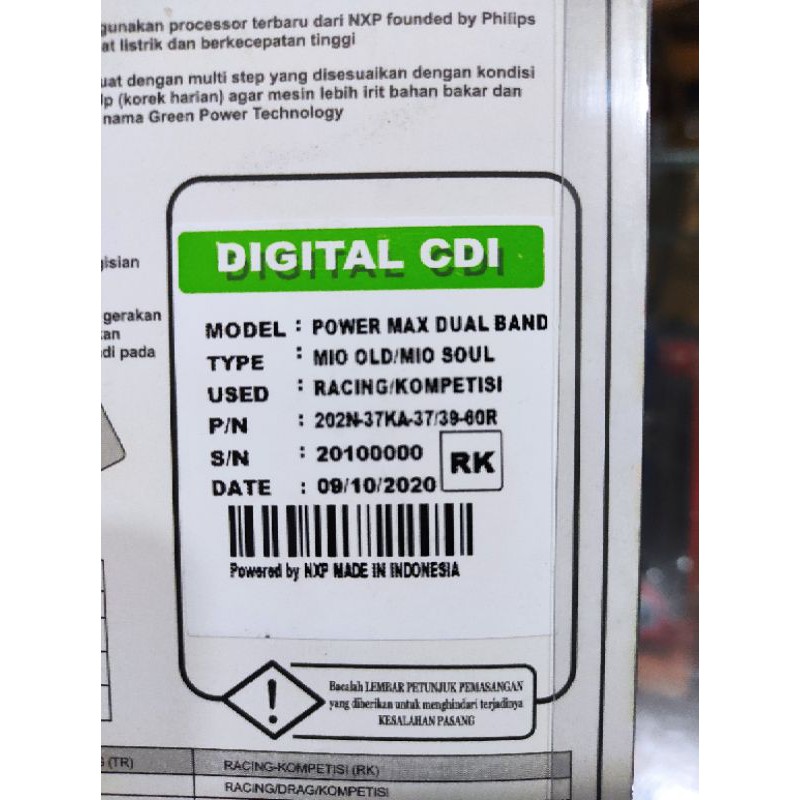 gunakan processor terbaru dari NXP founded by Philips
at listrik dan berkecepatan tinggi
uat dengan multi step yang disesuaikan dengan kondisi
(korek harian) agar mesin lebih irit bahan bakar dan
nama Green Power Technology
isian
gerakan
an
di pada
DIGITAL CDI
MODEL : POWER MAX DUAL BAND
TYPE : MIO OLD/MIO SOUL
USED : RACING/KOMPETISI
P/N : 202N-37KA-37/39-60R
S/N : 20100000
RK
DATE : 09/10/2020
Powered by NXP MADE IN INDONESIA
Bacalah LEMBAR PETUNJUK PEMASANGAN
yang diberikan untuk menghindari terjadinya
KESALAHAN PASANG
(TR) RACING-KOMPETISI (RK)
RACING/DRAG/KOMPETISI